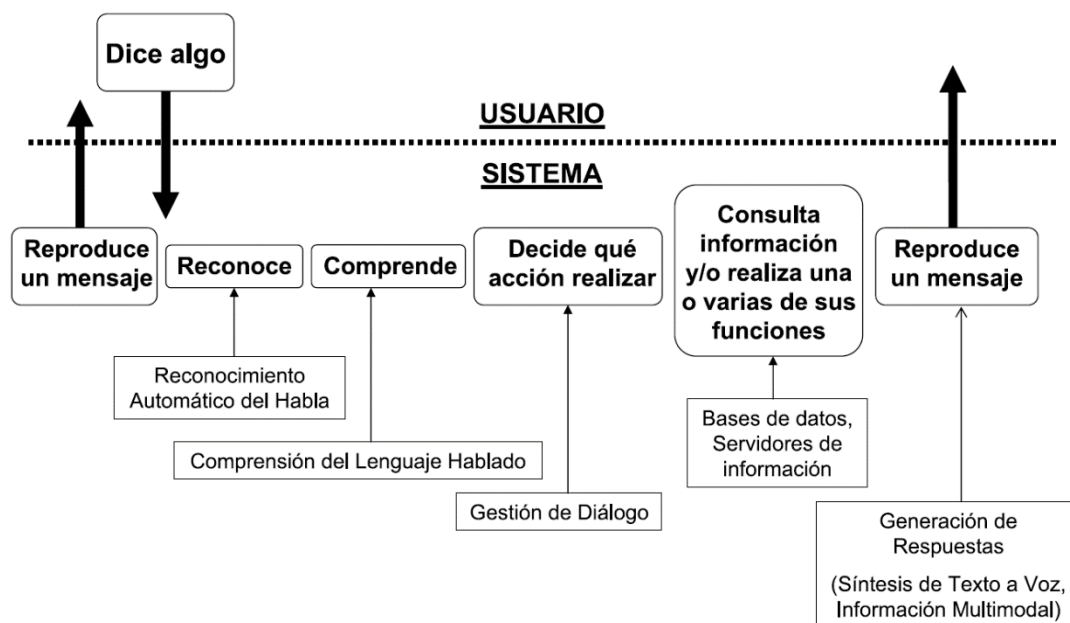 Dice algo
USUARIO
SISTEMA
Reproduce
un mensaje
Reconoce
Comprende
Decide qué
acción realizar
Consulta
información
y/o realiza una
o varias de sus
funciones
Reproduce
un mensaje
Reconocimiento
Automático del Habla
Comprensión del Lenguaje Hablado
Gestión de Diálogo
Bases de datos,
Servidores de
información
Generación de
Respuestas
(Síntesis de Texto a Voz,
Información Multimodal)